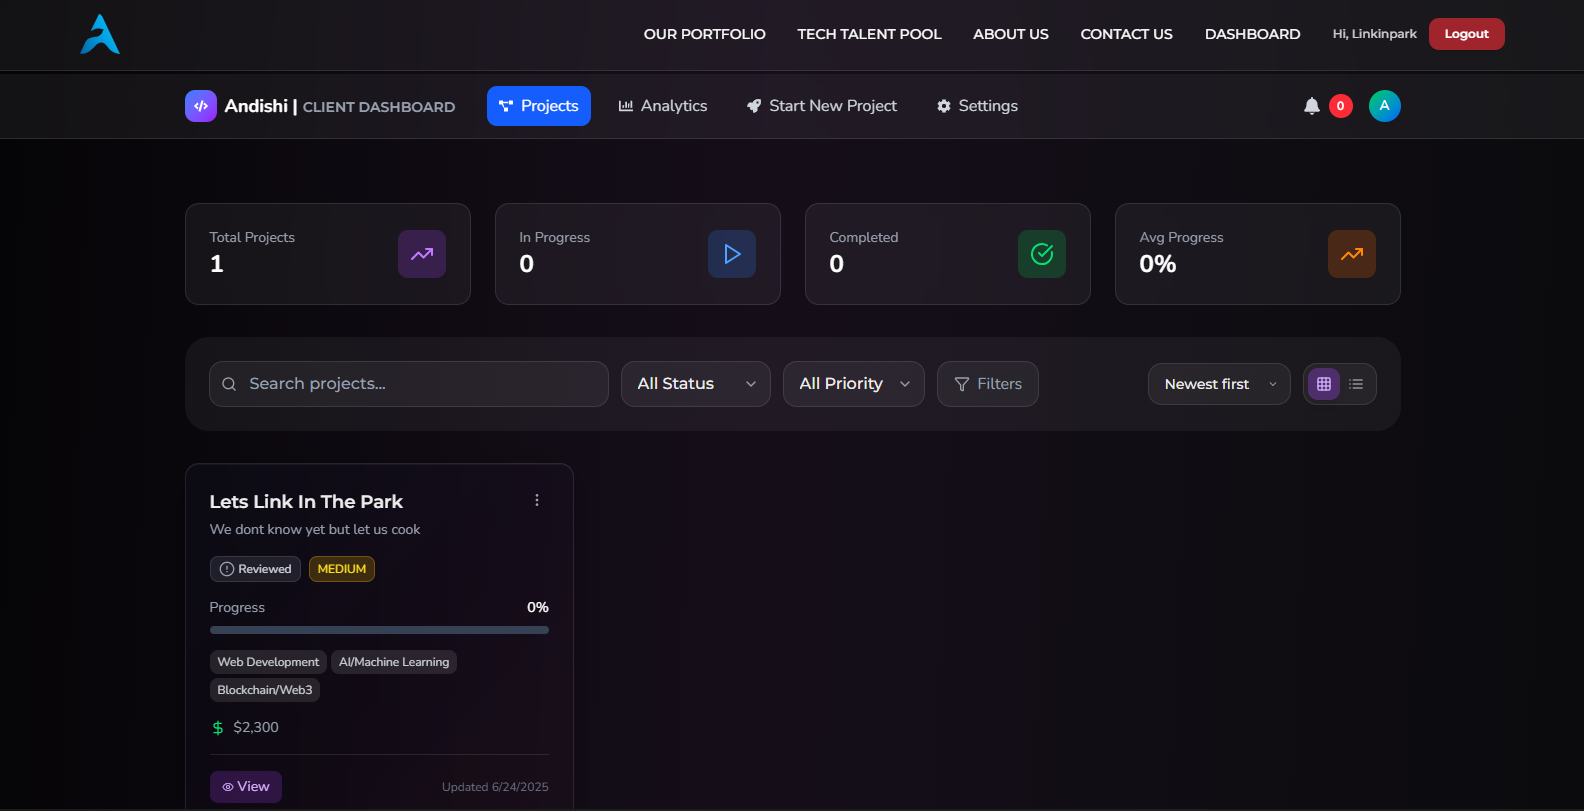 OUR PORTFOLIO TECH TALENT POOL ABOUT US CONTACT US DASHBOARD Hi, Linkinpark Logout
Andishi | CLIENT DASHBOARD Projects Analytics Start New Project Settings 0 A
Total Projects In Progress Completed Avg Progress
1 0 0 0%
Search projects... All Status All Priority Filters Newest first
Lets Link In The Park
We dont know yet but let us cook
Reviewed MEDIUM
Progress 0%
Web Development AI/Machine Learning
Blockchain/Web3
$ $2,300
View Updated 6/24/2025